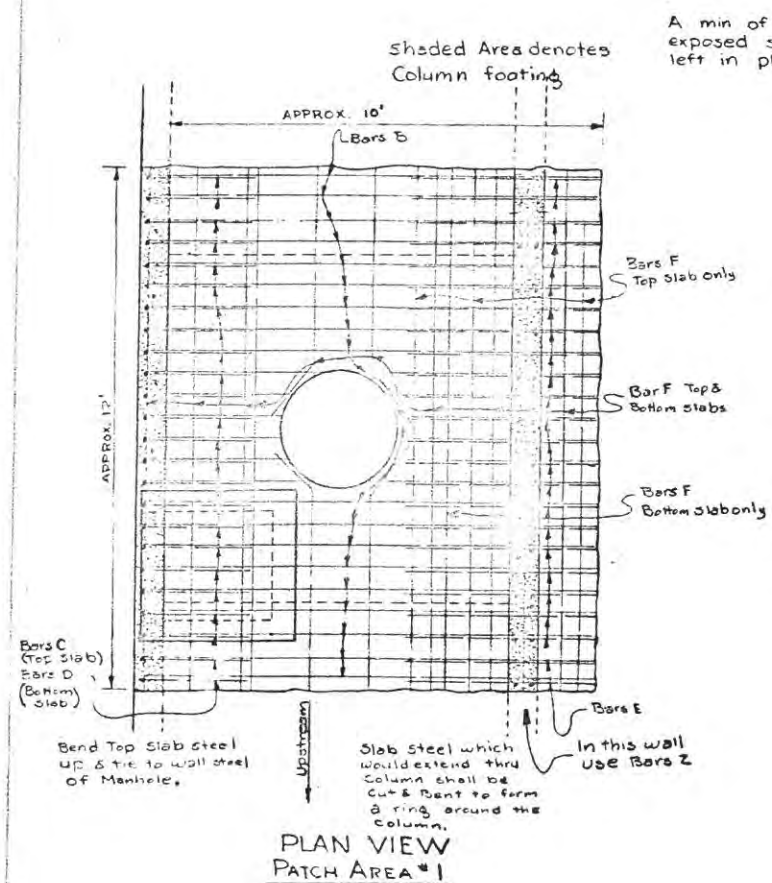 A min of
exposed s
left in pl
Shaded Area denotes
Column footing
APPROX. 10'
Bars B
Bars F
Top Slab only
Bar F Top &
Bottom slabs
APPROX. 12'
Bars F
Bottom Slab only
Bars C
(Top Slab)
Bars D
(Bottom
Slab)
Bars E
Bend Top Slab steel
up & tie to wall steel
of Manhole.
Upstream
Slab steel which
would extend thru
Column shall be
Cut & Bent to form
a ring around the
Column.
In this wall
use Bars Z
PLAN VIEW
PATCH AREA #1